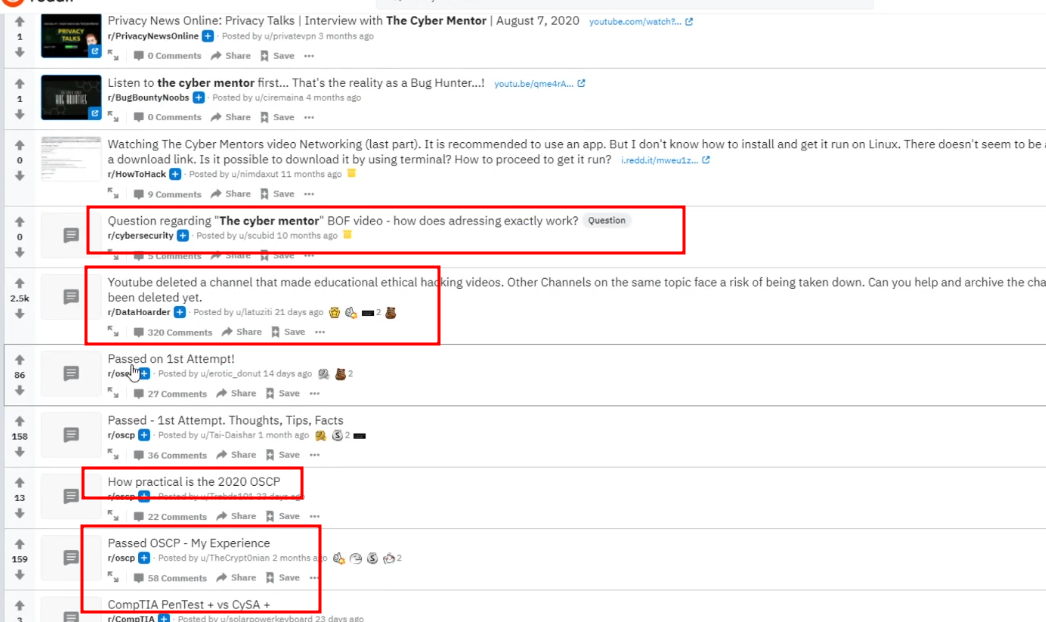 Privacy News Online: Privacy Talks | Interview with The Cyber Mentor | August 7, 2020 youtube.com/watch?...
PRIVACY
TALKS
1
r/PrivacyNewsOnline · Posted by u/privatevpn 3 months ago
0 Comments Share Save ...
Listen to the cyber mentor first... That's the reality as a Bug Hunter...! youtu.be/qme4rA...
1
r/BugBountyNoobs · Posted by u/ciremaina 4 months ago
0 Comments Share Save ...
Watching The Cyber Mentors video Networking (last part). It is recommended to use an app. But I don't know how to install and get it run on Linux. There doesn't seem to be
a download link. Is it possible to download it by using terminal? How to proceed to get it run? i.redd.it/mweu1z...
0
r/HowToHack · Posted by u/nimdaxut 11 months ago
9 Comments Share Save ...
Question regarding "The cyber mentor" BOF video - how does adressing exactly work? Question
0
r/cybersecurity · Posted by u/scubid 10 months ago
5 Comments Share Save ...
Youtube deleted a channel that made educational ethical hacking videos. Other Channels on the same topic face a risk of being taken down. Can you help and archive the cha
2.5k
been deleted yet.
r/DataHoarder · Posted by u/latuziti 21 days ago 2
320 Comments Share Save ...
Passed on 1st Attempt!
86
r/oscp · Posted by u/erotic_donut 14 days ago 2
27 Comments Share Save ...
Passed - 1st Attempt. Thoughts, Tips, Facts
158
r/oscp · Posted by u/Tai-Daishar 1 month ago 2
36 Comments Share Save ...
How practical is the 2020 OSCP
13
r/oscp · Posted by 23 days ago
22 Comments Share Save ...
Passed OSCP - My Experience
159
r/oscp · Posted by u/TheCrypt0nian 2 months ago 2
58 Comments Share Save ...
CompTIA PenTest + vs CySA +
3
r/CompTIA · Posted by u/solarpowerkeyboard 23 days ago